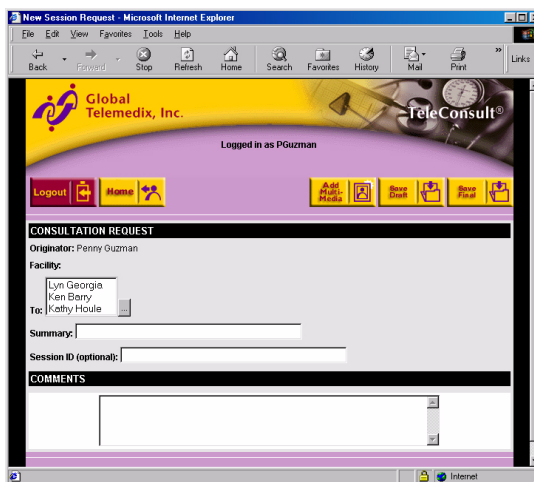 New Session Request - Microsoft Internet Explorer
File Edit View Favorites Tools Help
Back Forward Stop Refresh Home Search Favorites History Mail Print » Links
Global
Telemedix, Inc.
TeleConsult®
Logged in as PGuzman
Logout Home Add Multi-Media Save Draft Save Final
CONSULTATION REQUEST
Originator: Penny Guzman
Facility:
Lyn Georgia
Ken Barry
To: Kathy Houle ...
Summary:
Session ID (optional):
COMMENTS
Internet